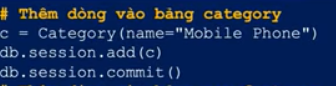 # Thêm dòng vào bảng category
c = Category(name="Mobile Phone")
db.session.add(c)
db.session.commit()